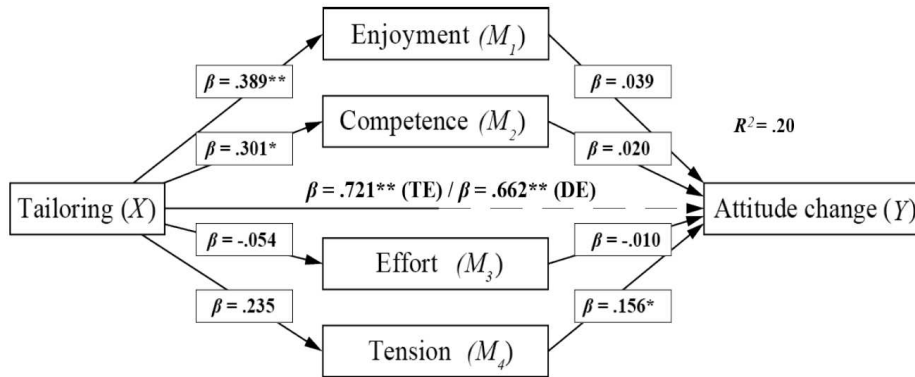 Enjoyment (M1)
β = .389**
β = .039
Competence (M2)
R2 = .20
β = .301*
β = .020
β = .721** (TE) / β = .662** (DE)
Tailoring (X)
Attitude change (Y)
β = -.054
β = -.010
Effort (M3)
β = .235
β = .156*
Tension (M4)